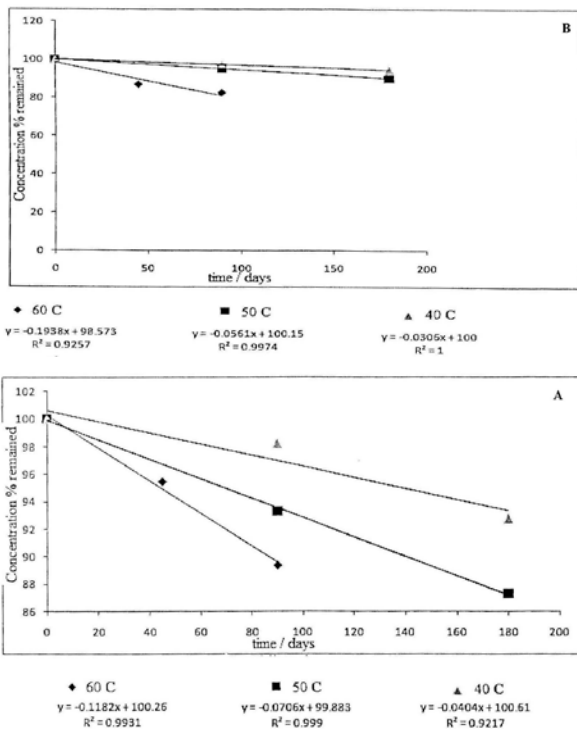 B
120
100
80
60
40
20
0
Concentration % remained
0 50 100 150 200
time / days
60 C 50 C 40 C
y = -0.1938x + 98.573 y = -0.0561x + 100.15 y = -0.0306x + 100
R² = 0.9257 R² = 0.9974 R² = 1
A
102
100
98
96
94
92
90
88
86
Concentration % remained
0 20 40 60 80 100 120 140 160 180 200
time / days
60 C 50 C 40 C
y = -0.1182x + 100.26 y = -0.0706x + 99.883 y = -0.0404x + 100.61
R² = 0.9931 R² = 0.999 R² = 0.9217